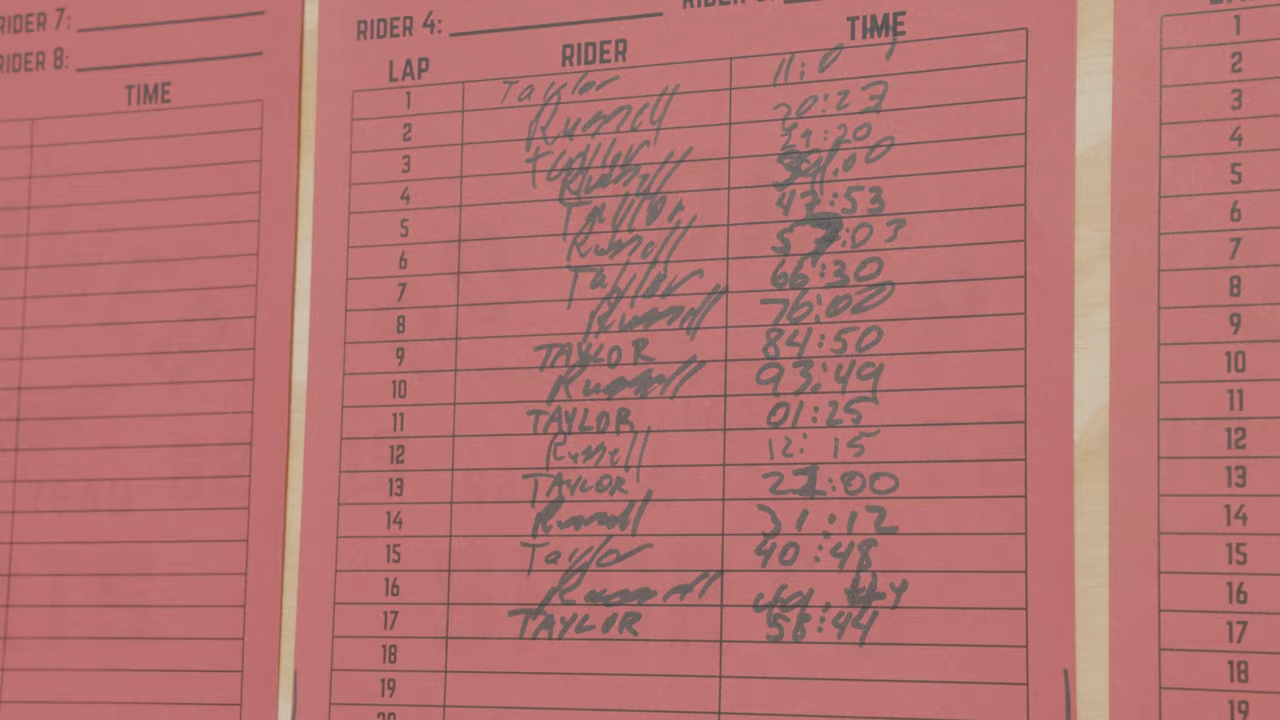 RIDER 7:
RIDER 8:
TIME
RIDER 4:
LAP RIDER TIME
1 Taylor
2 Russell 20:23
3 Taylor 29:20
4 Russell
5 Taylor 47:53
6 Russell 57:03
7 Taylor 66:30
8 Russell 76:00
9 TAYLOR 84:50
10 Russell 93:49
11 TAYLOR 01:25
12 Russell 12:15
13 TAYLOR 22:00
14 Russell 31:12
15 Taylor 40:48
16 Russell
17 TAYLOR 58:44
18
19
1
2
3
4
5
6
7
8
9
10
11
12
13
14
15
16
17
18
19